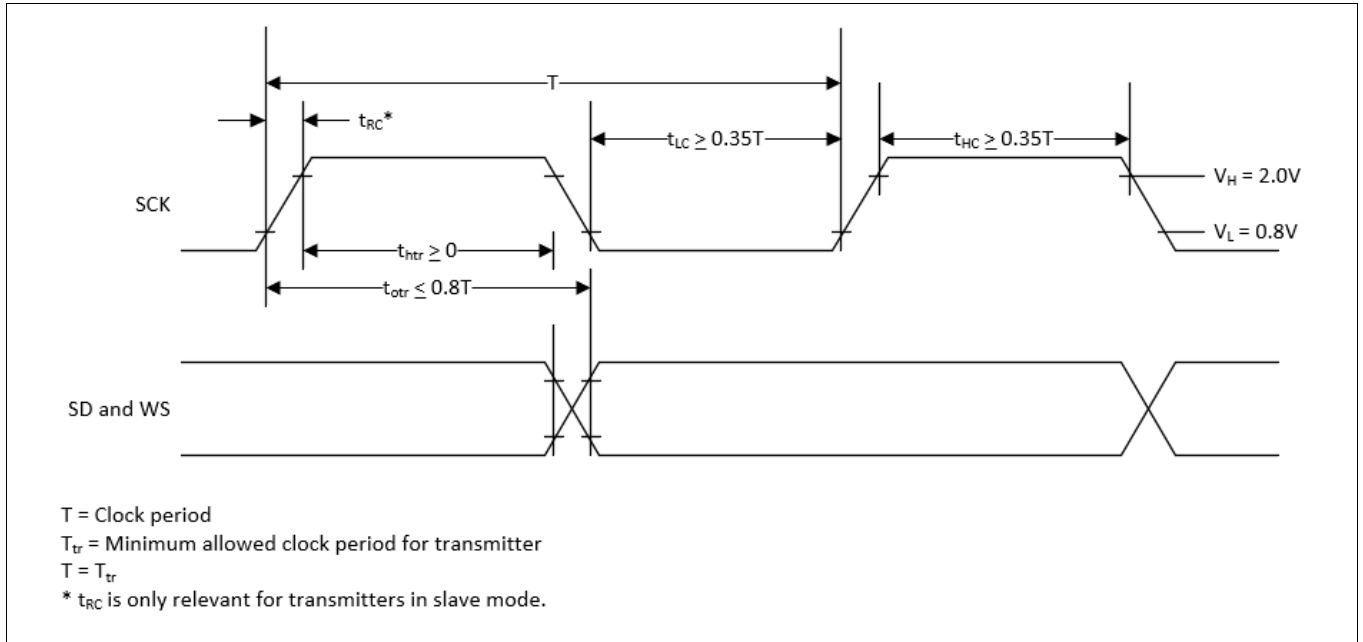 T
tRC*
tLC ≥ 0.35T
tHC ≥ 0.35T
SCK
VH = 2.0V
VL = 0.8V
thtr ≥ 0
totr ≤ 0.8T
SD and WS
T = Clock period
Ttr = Minimum allowed clock period for transmitter
T = Ttr
* tRC is only relevant for transmitters in slave mode.